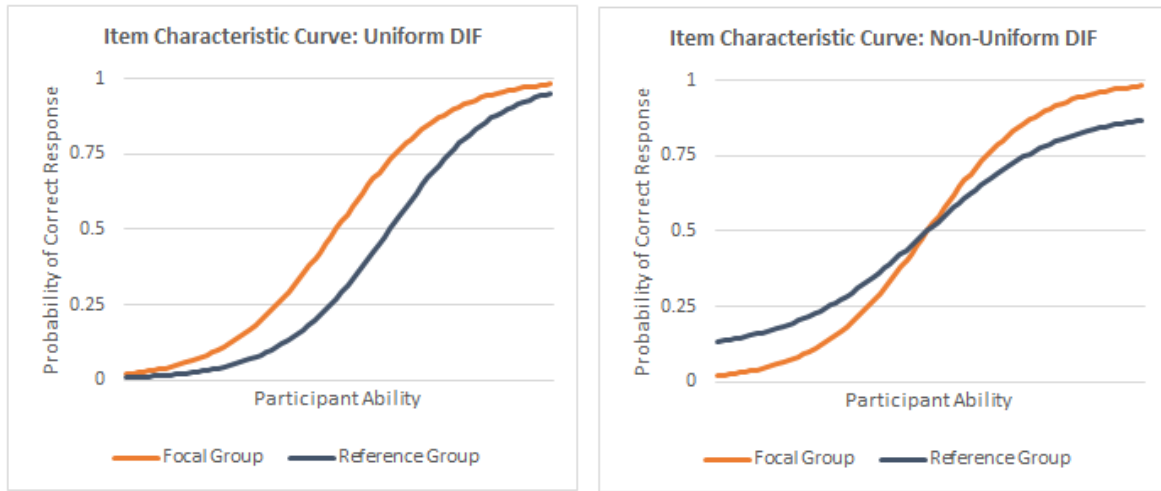 Item Characteristic Curve: Uniform DIF
Probability of Correct Response
1
0.75
0.5
0.25
0
Participant Ability
Focal Group Reference Group
Item Characteristic Curve: Non-Uniform DIF
Probability of Correct Response
1
0.75
0.5
0.25
0
Participant Ability
Focal Group Reference Group